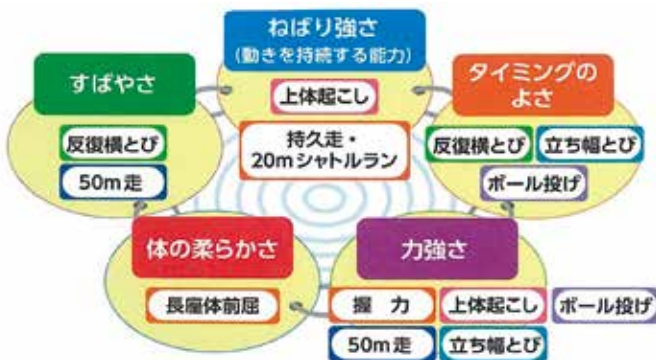 ねばり強さ
(動きを持続する能力)
上体起こし
持久走・
20mシャトルラン
すばやさ
反復横とび
50m走
タイミングの
よさ
反復横とび
立ち幅とび
ボール投げ
体の柔らかさ
長座体前屈
力強さ
握 力
上体起こし
ボール投げ
50m走
立ち幅とび